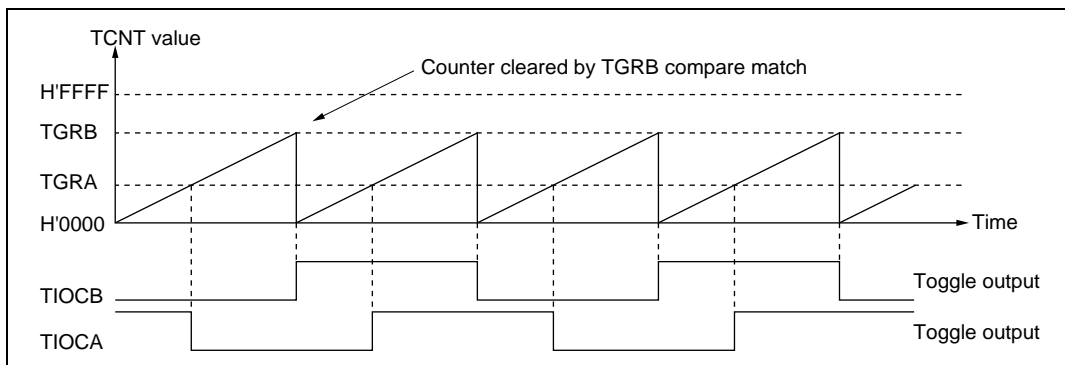 TCNT value
Counter cleared by TGRB compare match
H'FFFF
TGRB
TGRA
H'0000
Time
TIOCB
Toggle output
TIOCA
Toggle output